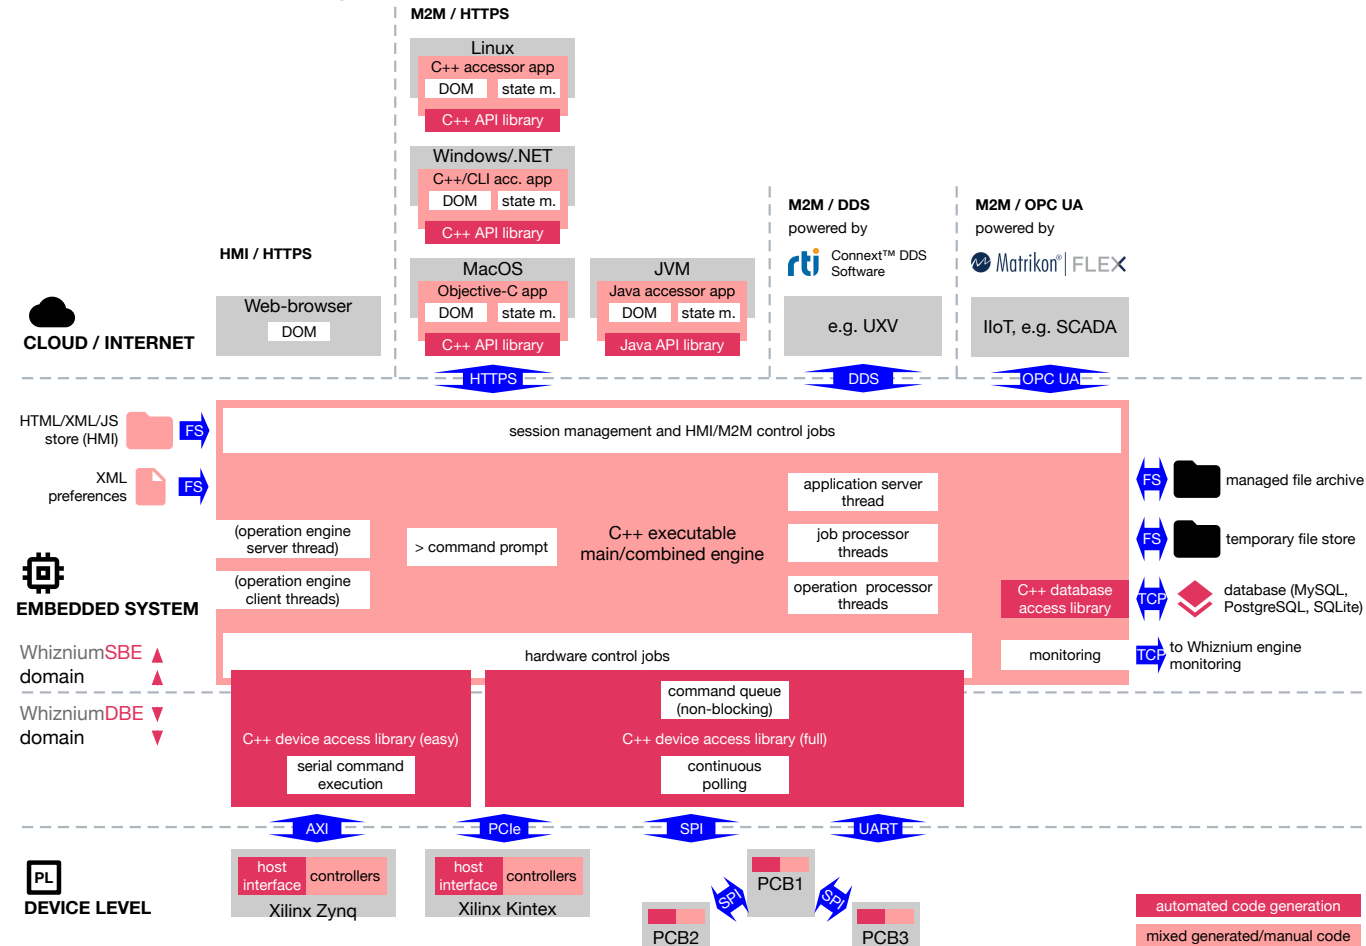 M2M / HTTPS
Linux
C++ accessor app
DOM
state m.
C++ API library
Windows/.NET
C++/CLI acc. app
DOM
state m.
C++ API library
HMI / HTTPS
Web-browser
DOM
MacOS
Objective-C app
DOM
state m.
C++ API library
JVM
Java accessor app
DOM
state m.
Java API library
M2M / DDS
powered by
rti
Connext™ DDS
Software
e.g. UXV
M2M / OPC UA
powered by
Matrikon® FLEX
IIoT, e.g. SCADA
CLOUD / INTERNET
HTTPS
DDS
OPC UA
HTML/XML/JS
store (HMI)
FS
XML
preferences
FS
session management and HMI/M2M control jobs
application server
thread
(operation engine
server thread)
> command prompt
C++ executable
main/combined engine
job processor
threads
(operation engine
client threads)
operation processor
threads
C++ database
access library
FS
managed file archive
FS
temporary file store
TCP
database (MySQL,
PostgreSQL, SQLite)
EMBEDDED SYSTEM
hardware control jobs
monitoring
TCP
to Whiznium engine
monitoring
WhizniumSBE
domain
WhizniumDBE
domain
C++ device access library (easy)
serial command
execution
command queue
(non-blocking)
C++ device access library (full)
continuous
polling
AXI
PCIe
SPI
UART
PL
DEVICE LEVEL
host
interface
controllers
Xilinx Zynq
host
interface
controllers
Xilinx Kintex
PCB1
SPI
SPI
PCB2
PCB3
automated code generation
mixed generated/manual code